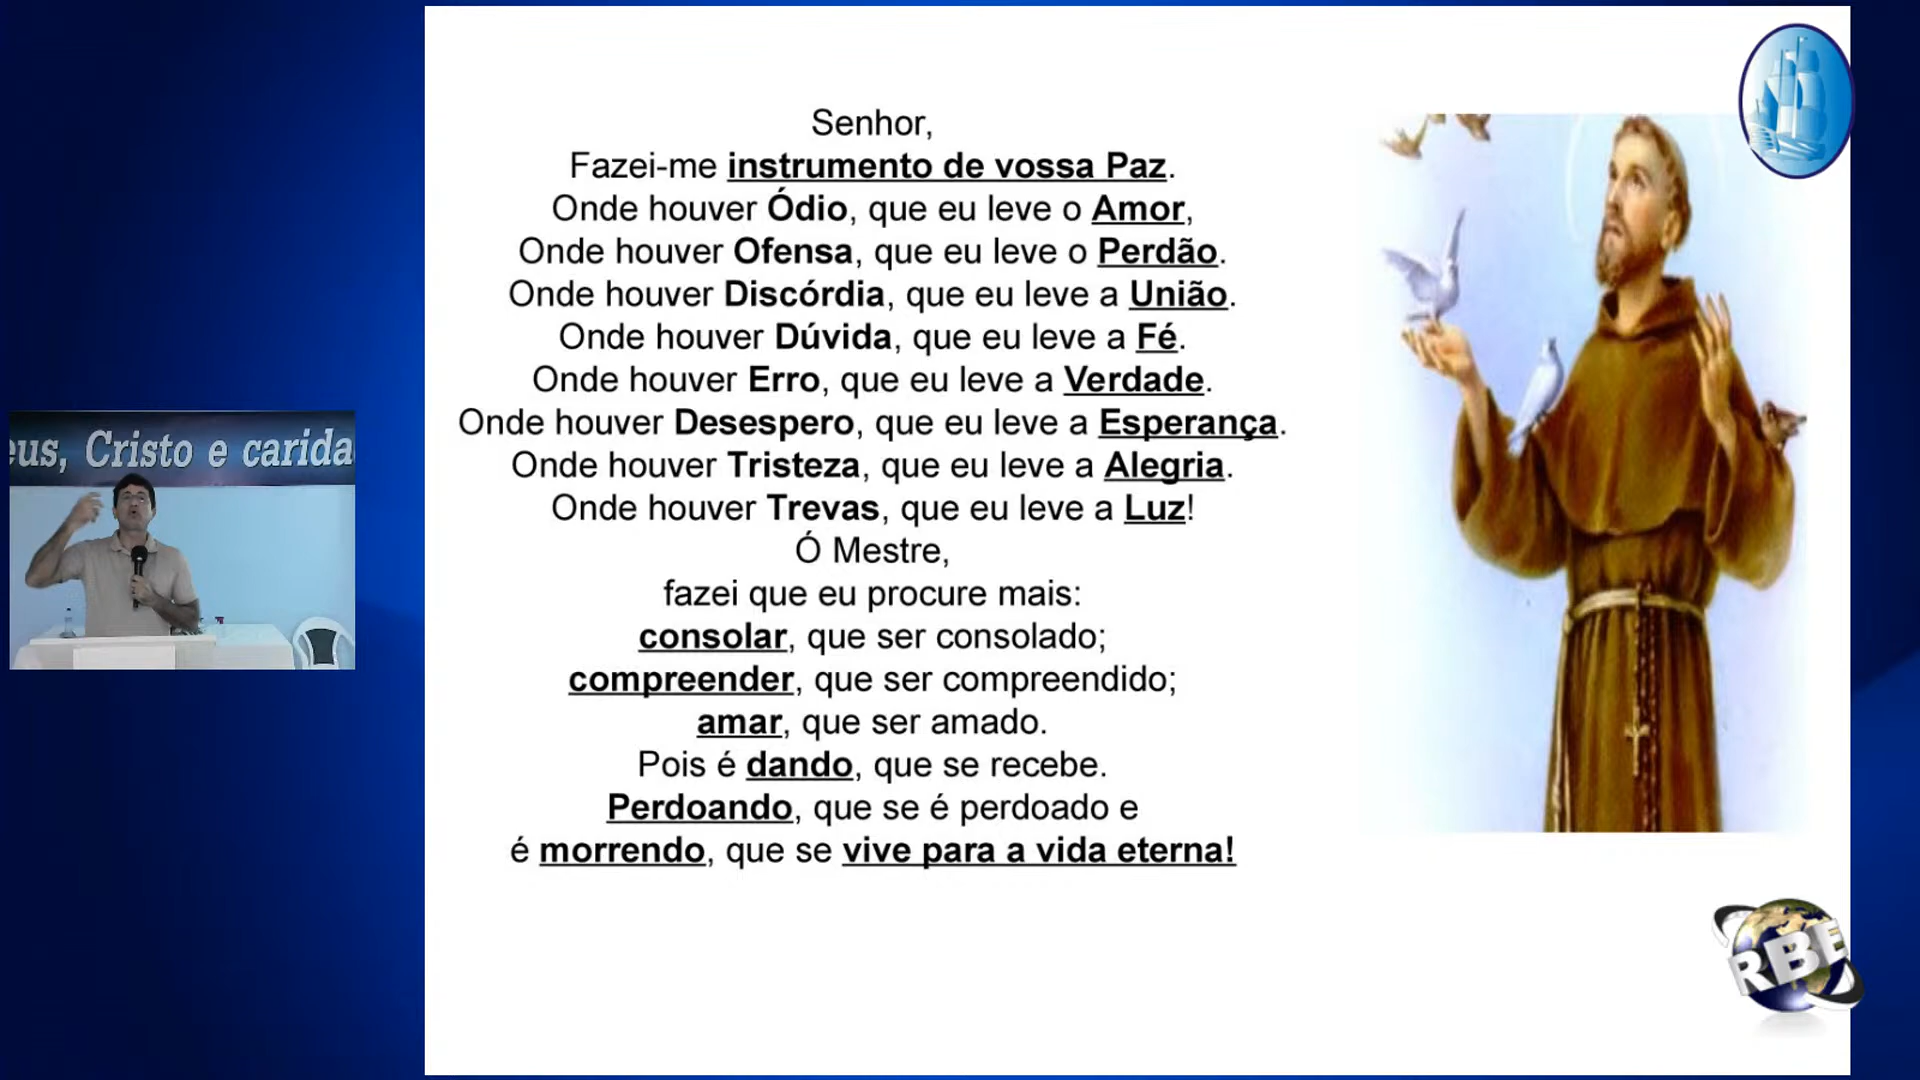 Senhor,
Fazei-me instrumento de vossa Paz.
Onde houver Ódio, que eu leve o Amor,
Onde houver Ofensa, que eu leve o Perdão.
Onde houver Discórdia, que eu leve a União.
Onde houver Dúvida, que eu leve a Fé.
Onde houver Erro, que eu leve a Verdade.
Onde houver Desespero, que eu leve a Esperança.
Onde houver Tristeza, que eu leve a Alegria.
Onde houver Trevas, que eu leve a Luz!
Ó Mestre,
fazei que eu procure mais:
consolar, que ser consolado;
compreender, que ser compreendido;
amar, que ser amado.
Pois é dando, que se recebe.
Perdoando, que se é perdoado e
é morrendo, que se vive para a vida eterna!
eus, Cristo e carida
RBE